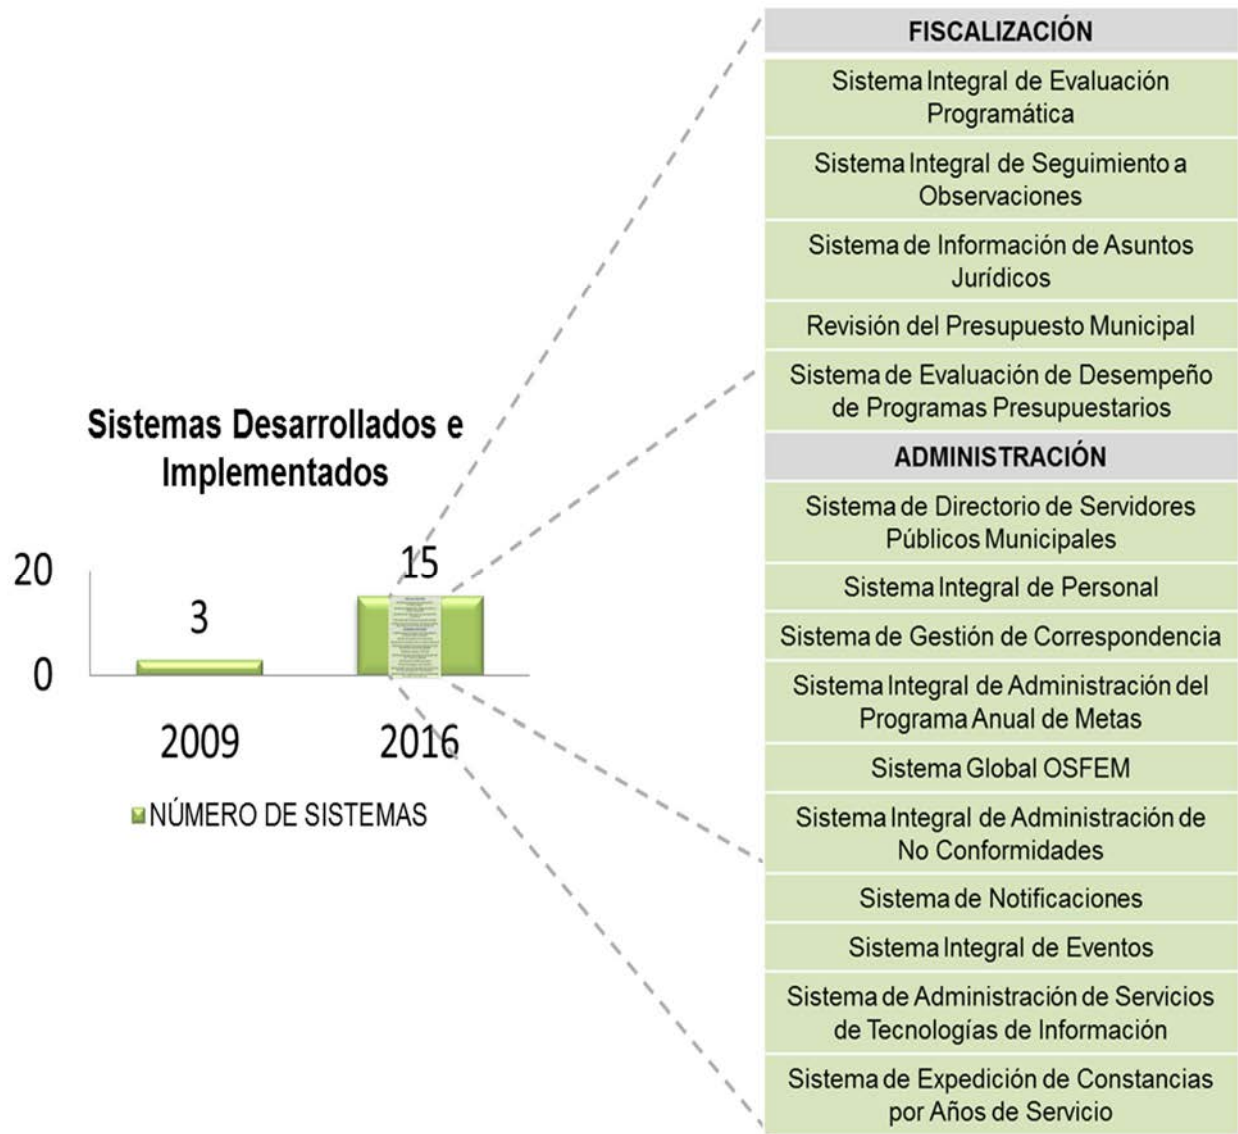 Sistemas Desarrollados e
Implementados
20
0
3
15
2009
2016
NÚMERO DE SISTEMAS
FISCALIZACIÓN
Sistema Integral de Evaluación
Programática
Sistema Integral de Seguimiento a
Observaciones
Sistema de Información de Asuntos
Jurídicos
Revisión del Presupuesto Municipal
Sistema de Evaluación de Desempeño
de Programas Presupuestarios
ADMINISTRACIÓN
Sistema de Directorio de Servidores
Públicos Municipales
Sistema Integral de Personal
Sistema de Gestión de Correspondencia
Sistema Integral de Administración del
Programa Anual de Metas
Sistema Global OSFEM
Sistema Integral de Administración de
No Conformidades
Sistema de Notificaciones
Sistema Integral de Eventos
Sistema de Administración de Servicios
de Tecnologías de Información
Sistema de Expedición de Constancias
por Años de Servicio